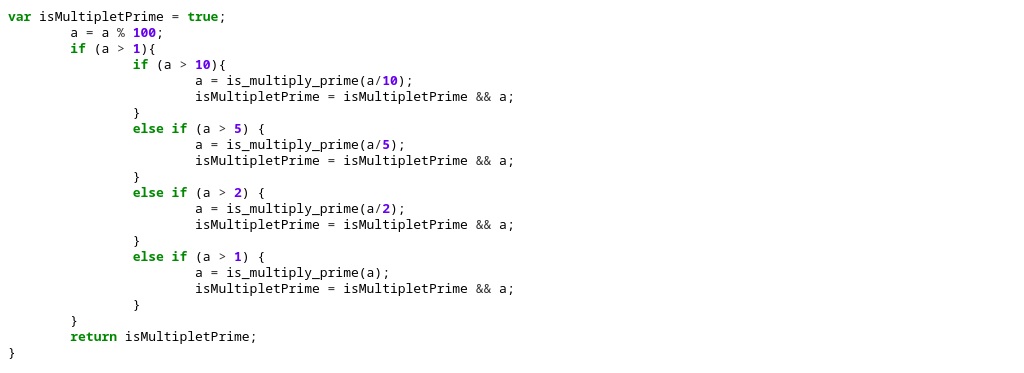 var isMultipletPrime = true;
        a = a % 100;
        if (a > 1){
                if (a > 10){
                        a = is_multiply_prime(a/10);
                        isMultipletPrime = isMultipletPrime && a;
                }
                else if (a > 5) {
                        a = is_multiply_prime(a/5);
                        isMultipletPrime = isMultipletPrime && a;
                }
                else if (a > 2) {
                        a = is_multiply_prime(a/2);
                        isMultipletPrime = isMultipletPrime && a;
                }
                else if (a > 1) {
                        a = is_multiply_prime(a);
                        isMultipletPrime = isMultipletPrime && a;
                }
        }
        return isMultipletPrime;
}